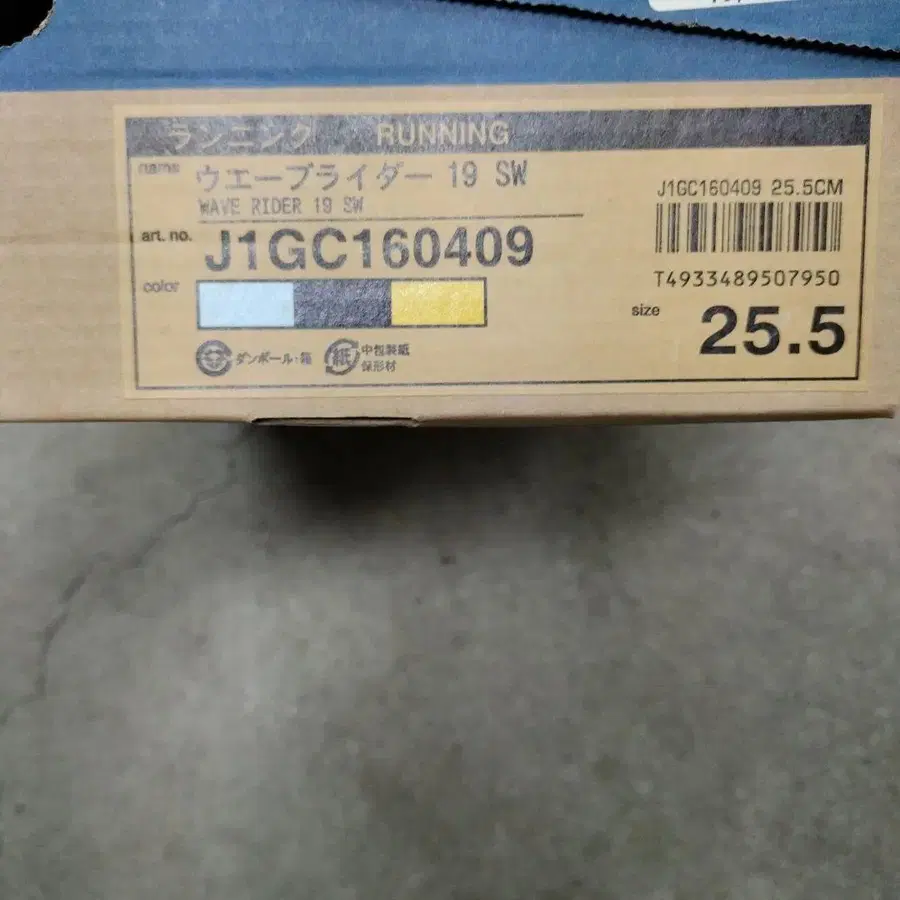 ランニング RUNNING
name ウエーブライダー 19 SW
WAVE RIDER 19 SW
art. no. J1GC160409
color
J1GC160409 25.5CM
T4933489507950
size 25.5
ダンボール:箱
紙 中包装紙
保形材